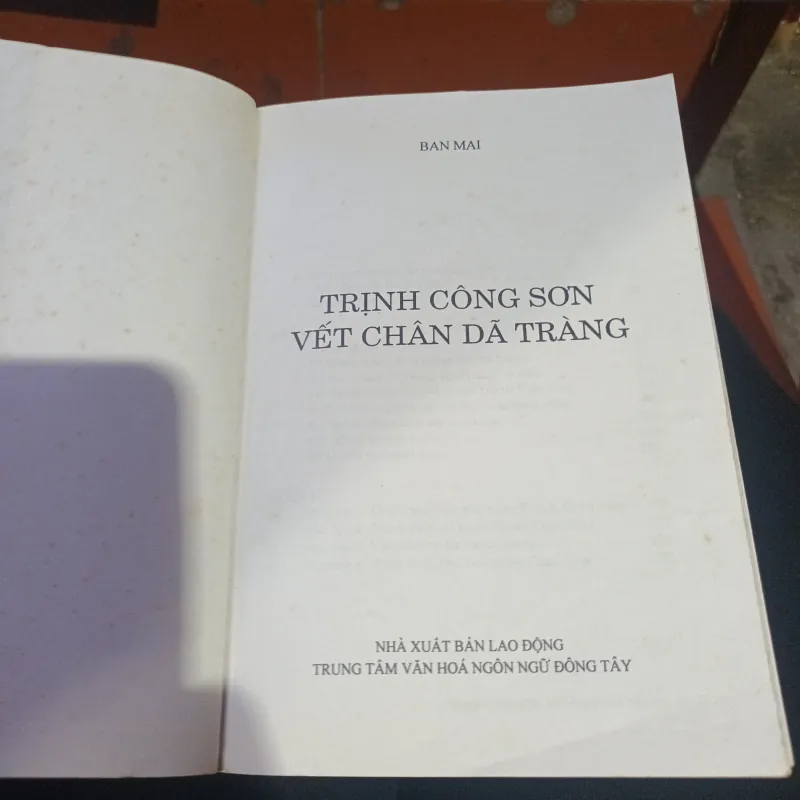 BAN MAI
TRỊNH CÔNG SƠN
VẾT CHÂN DÃ TRÀNG
NHÀ XUẤT BẢN LAO ĐỘNG
TRUNG TÂM VĂN HOÁ NGÔN NGỮ ĐÔNG TÂY